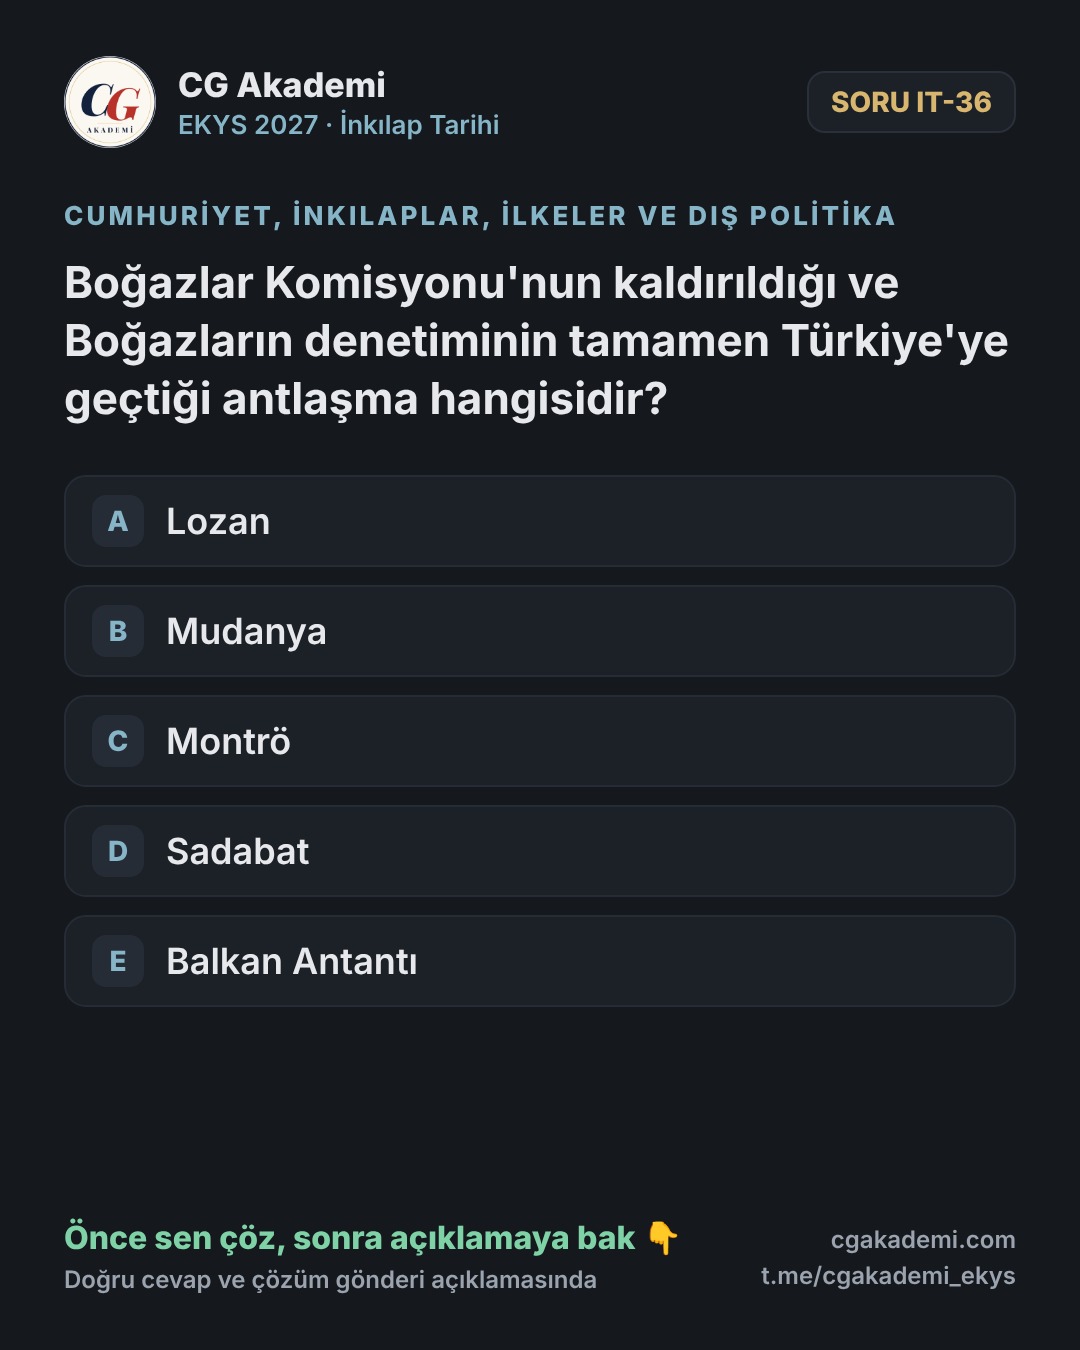 CG
AKADEMİ
CG Akademi
EKYS 2027 · İnkılap Tarihi
SORU IT-36
CUMHURİYET, İNKILAPLAR, İLKELER VE DIŞ POLİTİKA
Boğazlar Komisyonu'nun kaldırıldığı ve
Boğazların denetiminin tamamen Türkiye'ye
geçtiği antlaşma hangisidir?
A Lozan
B Mudanya
C Montrö
D Sadabat
E Balkan Antantı
Önce sen çöz, sonra açıklamaya bak 👇
Doğru cevap ve çözüm gönderi açıklamasında
cgakademi.com
t.me/cgakademi_ekys